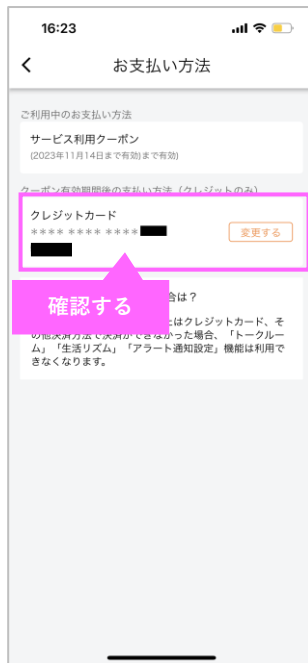 16:23
お支払い方法
ご利用中のお支払い方法
サービス利用クーポン
(2023年11月14日まで有効)まで有効)
クーポン有効期間後の支払い方法（クレジットのみ）
クレジットカード
**** **** ****
変更する
確認する
合は？
はクレジットカード、そ
の他決済方法で決済ができなかった場合、「トークルー
ム」「生活リズム」「アラート通知設定」機能は利用で
きなくなります。